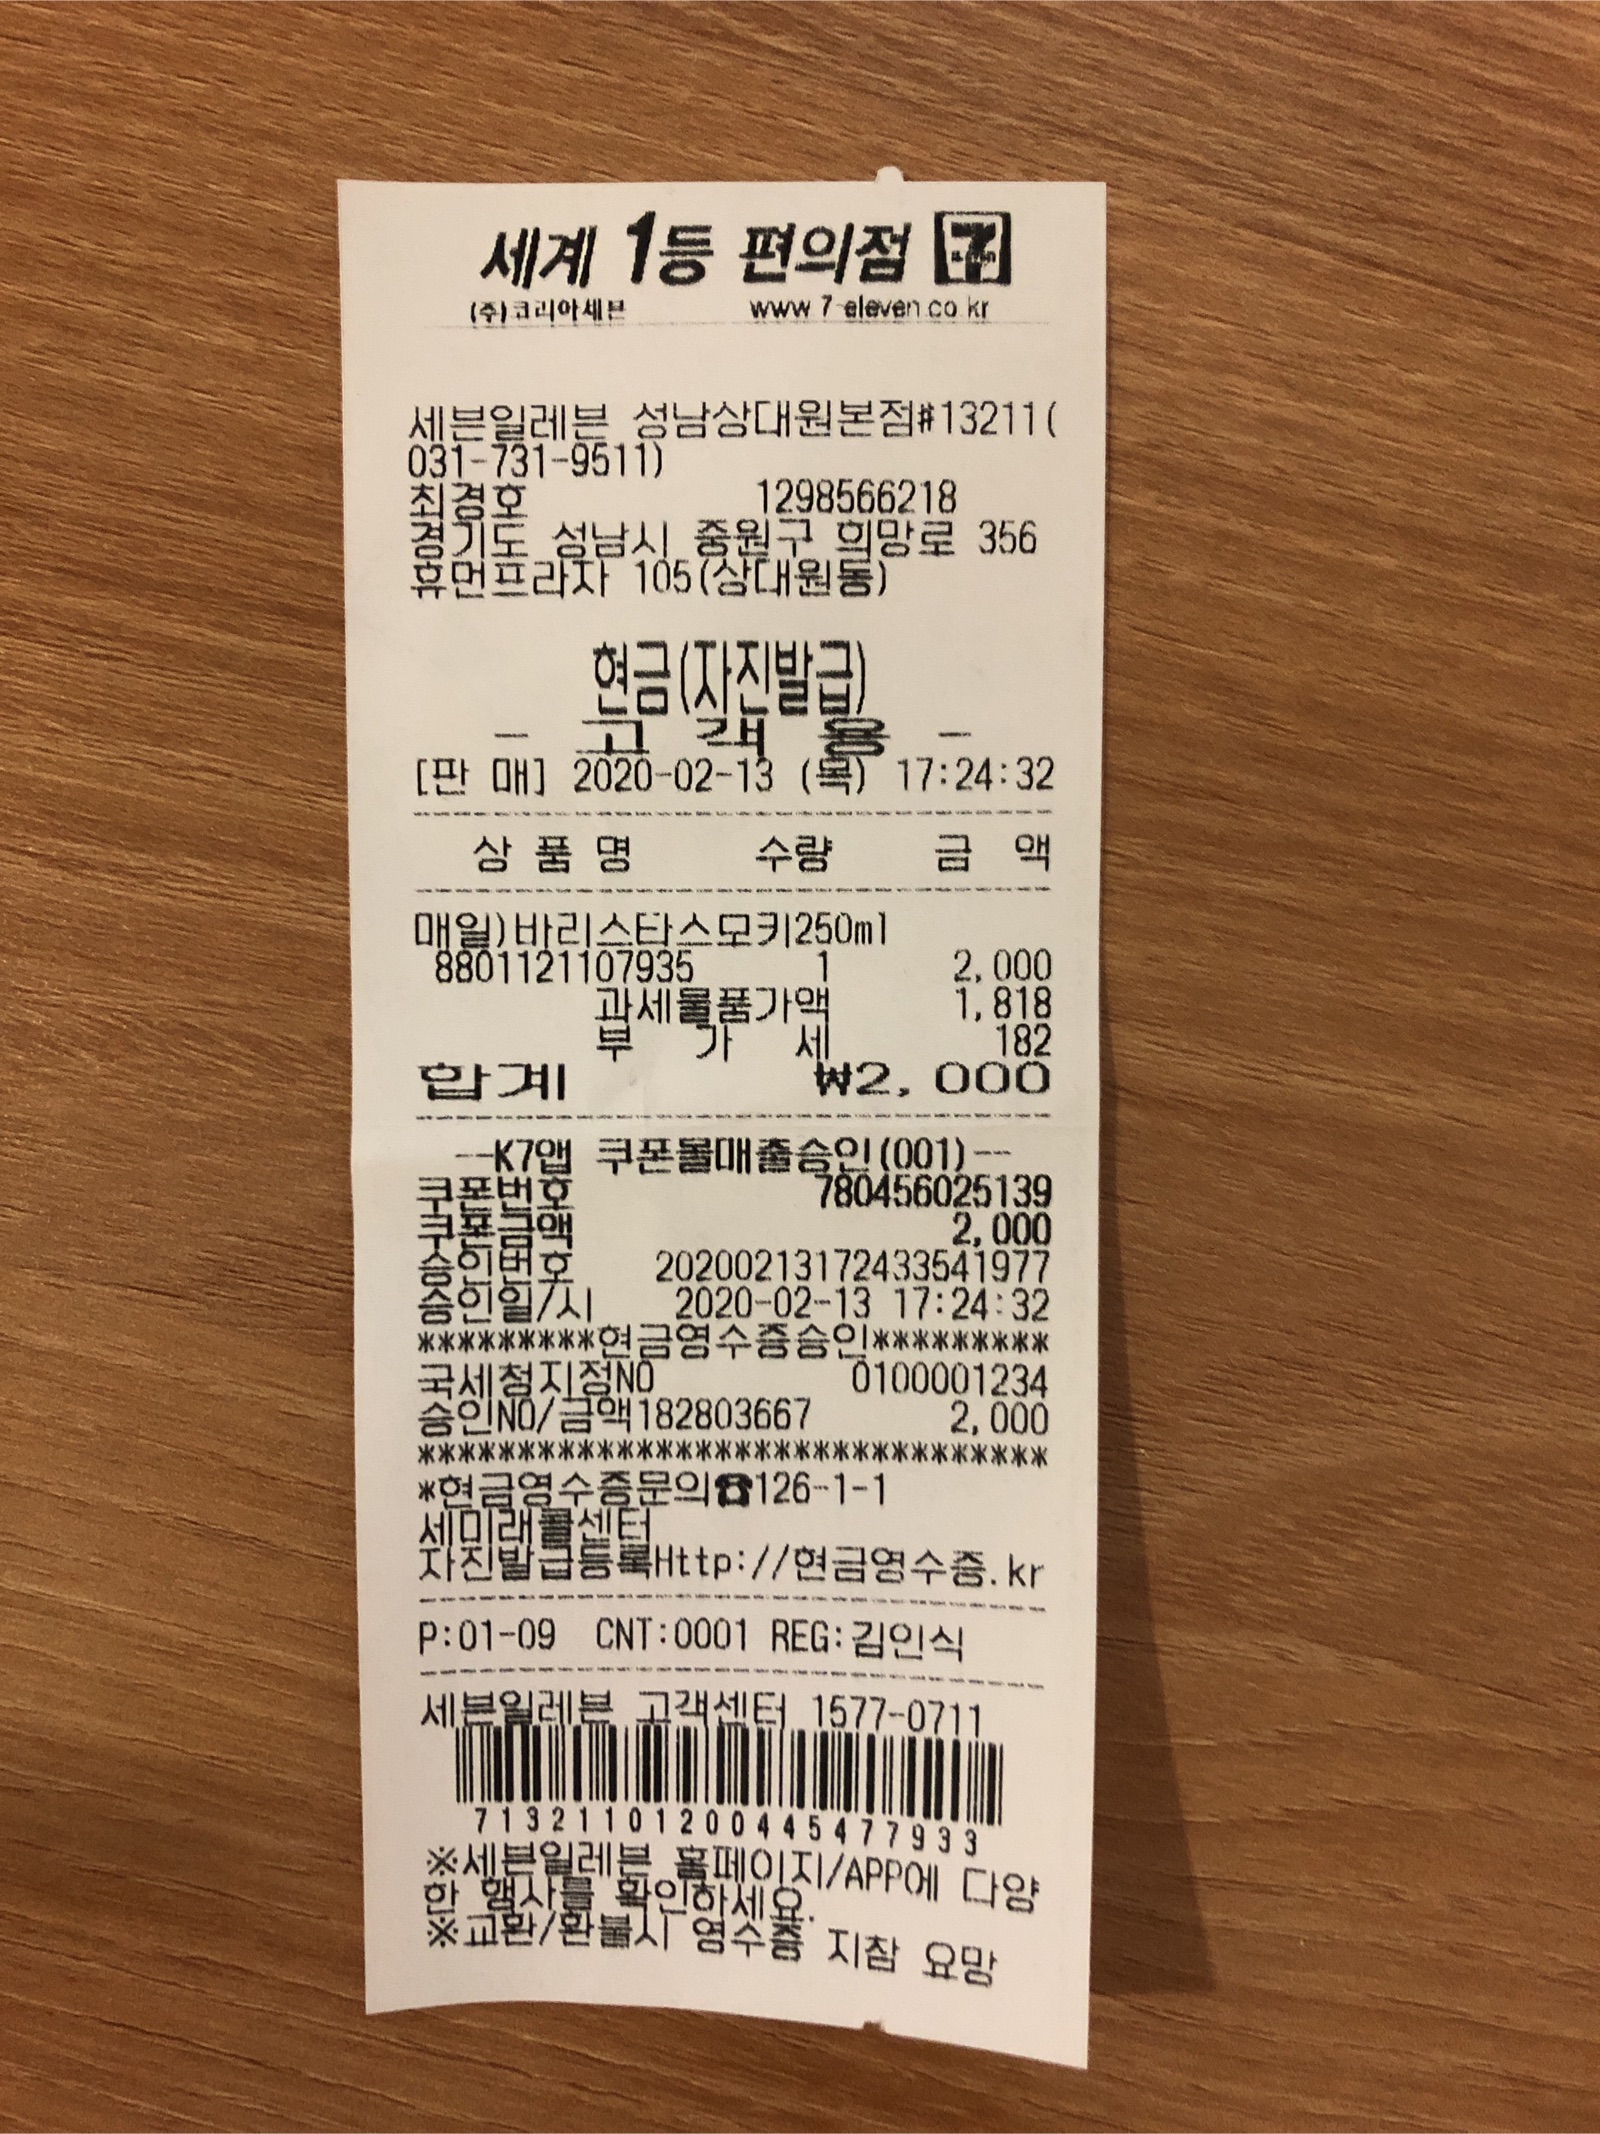 세계 1등 편의점 7
(주)코리아세븐 www.7-eleven.co.kr
세븐일레븐 성남상대원본점#13211(
031-731-9511)
최경호 1298566218
경기도 성남시 중원구 희망로 356
휴먼프라자 105(상대원동)
현금(자진발급)
- 고 객 용 -
[판 매] 2020-02-13 (목) 17:24:32
상 품 명 수량 금 액
매일)바리스타스모키250ml
8801121107935 1 2,000
과세물품가액 1,818
부 가 세 182
합계 ₩2,000
--K7앱 쿠폰몰매출승인(001)--
쿠폰번호 780456025139
쿠폰금액 2,000
승인번호 20200213172433541977
승인일/시 2020-02-13 17:24:32
*********현금영수증승인*********
국세청지정NO 0100001234
승인NO/금액182803667 2,000
********************************
*현금영수증문의☎126-1-1
세미래콜센터
자진발급등록Http://현금영수증.kr
P:01-09 CNT:0001 REG:김인식
세븐일레븐 고객센터 1577-0711
71321101200445477933
※세븐일레븐 홈페이지/APP에 다양
한 행사를 확인하세요.
※교환/환불시 영수증 지참 요망